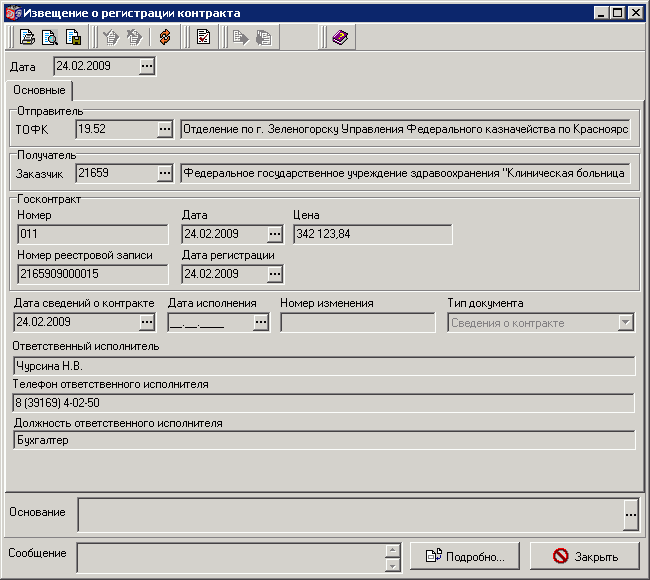 Извещение о регистрации контракта
Дата 24.02.2009 ...
Основные
Отправитель
ТОФК 19.52 ... Отделение по г. Зеленогорску Управления Федерального казначейства по Красноярс
Получатель
Заказчик 21659 ... Федеральное государственное учреждение здравоохранения "Клиническая больница
Госконтракт
Номер Дата Цена
011 24.02.2009 ... 342 123,84
Номер реестровой записи Дата регистрации
2165909000015 24.02.2009 ...
Дата сведений о контракте Дата исполнения Номер изменения Тип документа
24.02.2009 ... __.__.____ ... Сведения о контракте
Ответственный исполнитель
Чурсина Н.В.
Телефон ответственного исполнителя
8 (39169) 4-02-50
Должность ответственного исполнителя
Бухгалтер
Основание ...
Сообщение Подробно... Закрыть